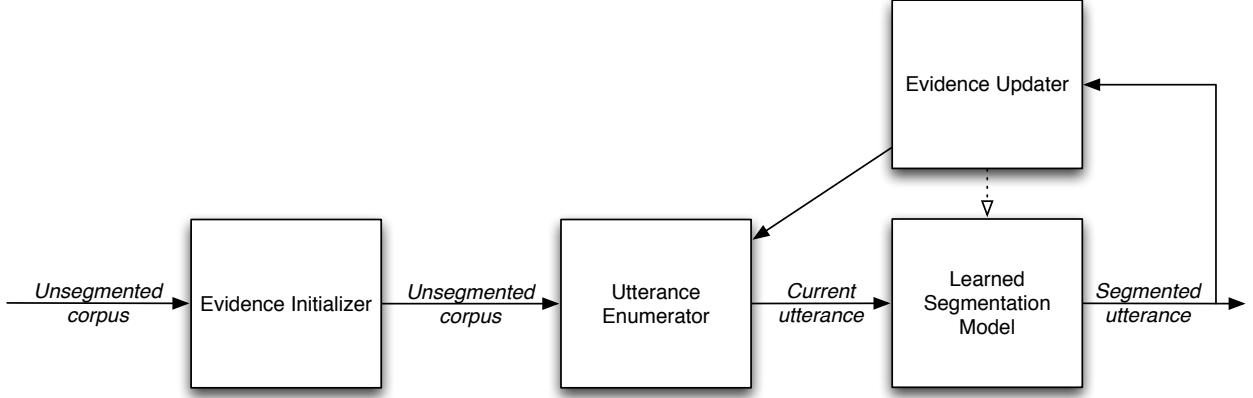 Evidence Updater
Unsegmented
corpus
Evidence Initializer
Unsegmented
corpus
Utterance
Enumerator
Current
utterance
Learned
Segmentation
Model
Segmented
utterance